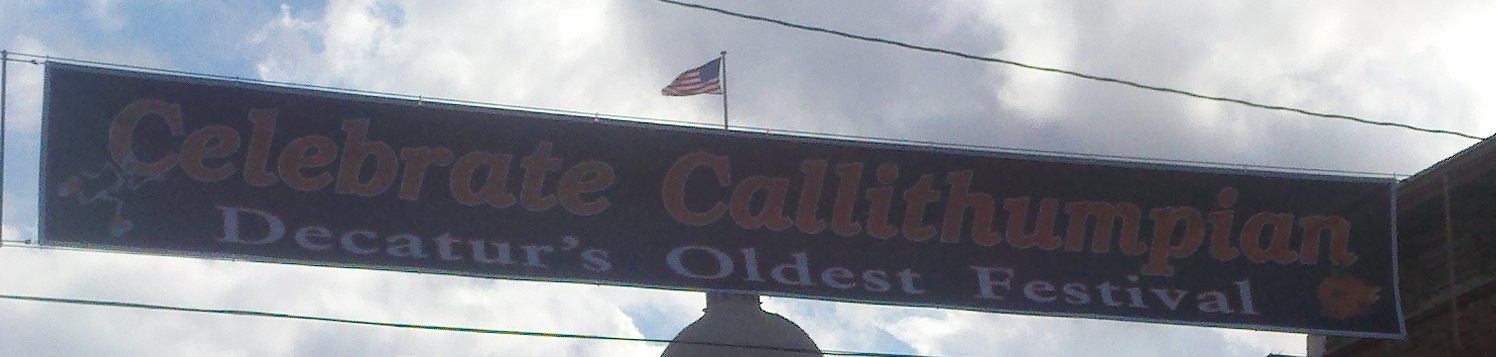 Celebrate Callithumpian
Decatur's Oldest Festival